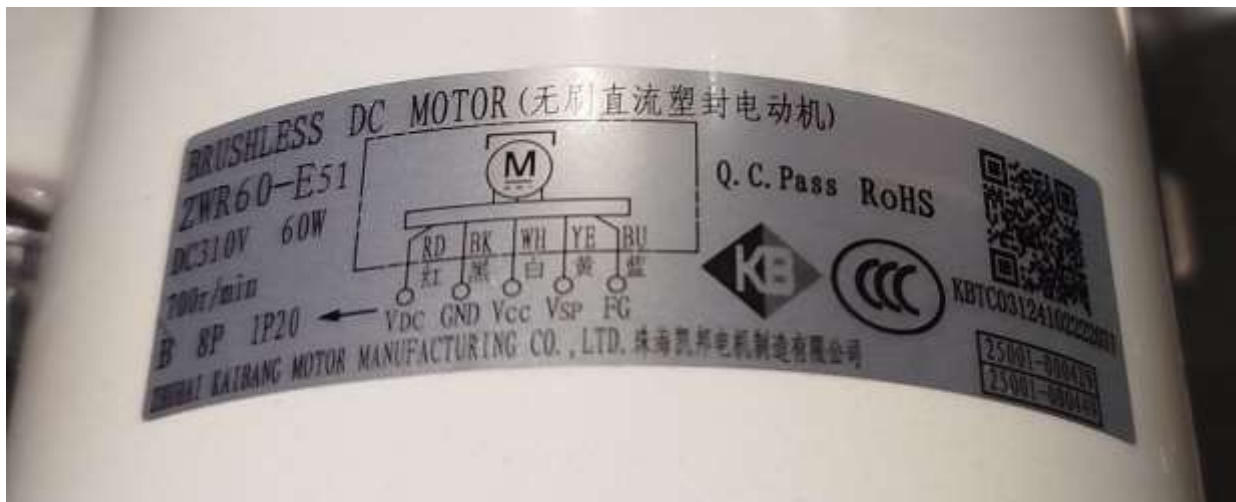 BRUSHLESS DC MOTOR(无刷直流塑封电动机)
ZWR60-E51
DC310V 60W
700r/min
B 8P IP20
M
RD BK WH YE BU
红 黑 白 黄 蓝
VDC GND VCC VSP FG
Q.C.Pass RoHS
KB
CCC
ZHUHAI KAIBANG MOTOR MANUFACTURING CO.,LTD.珠海凯邦电机制造有限公司